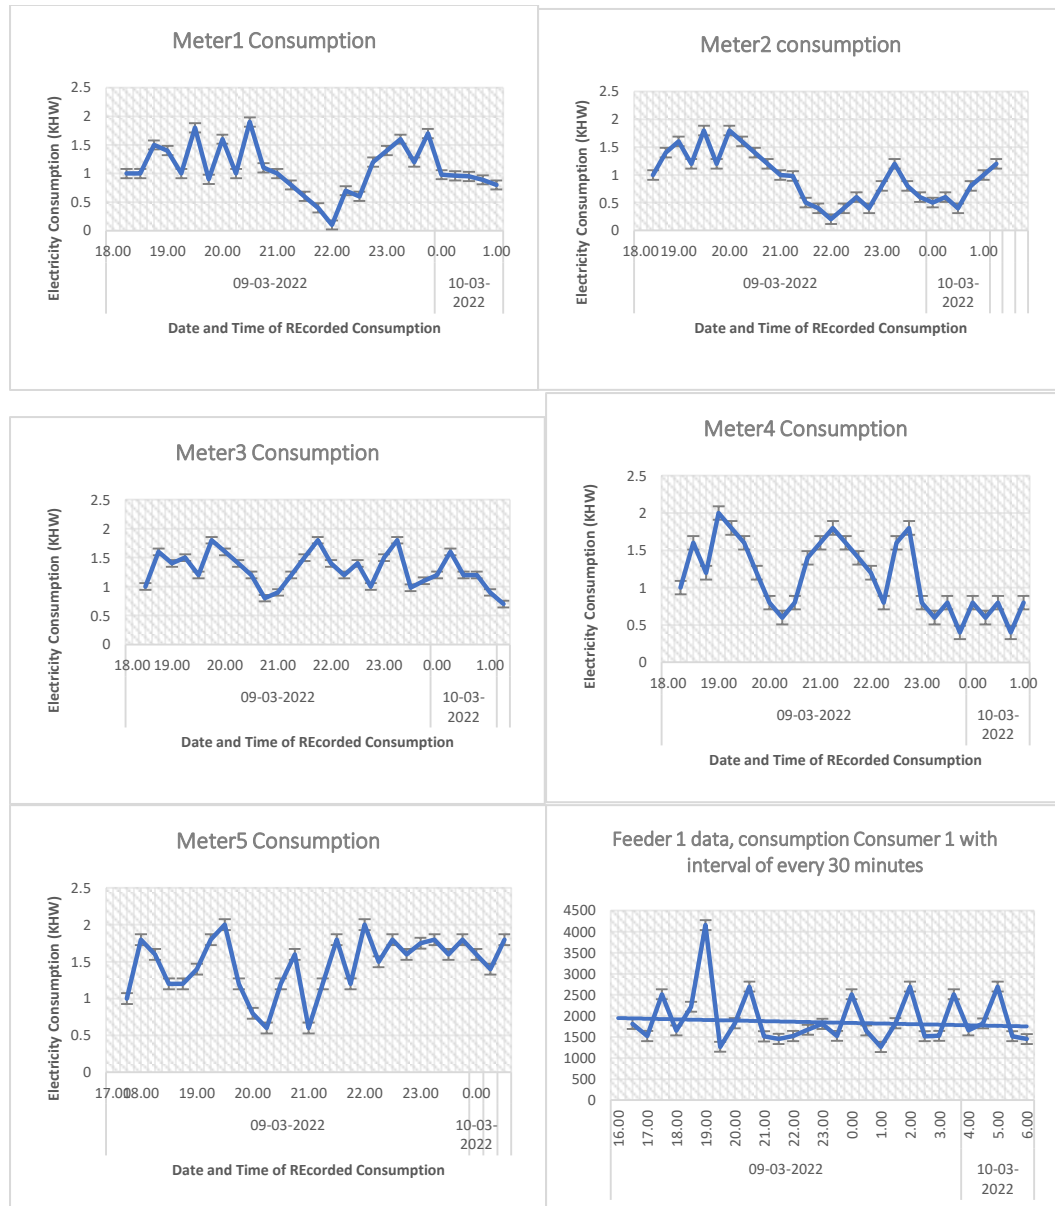 Meter1 Consumption
Electricity Consumption (KHW)
2.5
2
1.5
1
0.5
0
18.00 19.00 20.00 21.00 22.00 23.00 0.00 1.00
09-03-2022 10-03-
2022
Date and Time of REcorded Consumption
Meter2 consumption
Electricity Consumption (KHW)
2.5
2
1.5
1
0.5
0
18.00 19.00 20.00 21.00 22.00 23.00 0.00 1.00
09-03-2022 10-03-
2022
Date and Time of REcorded Consumption
Meter3 Consumption
Electricity Consumption (KHW)
2.5
2
1.5
1
0.5
0
18.00 19.00 20.00 21.00 22.00 23.00 0.00 1.00
09-03-2022 10-03-
2022
Date and Time of REcorded Consumption
Meter4 Consumption
Electricity Consumption (KHW)
2.5
2
1.5
1
0.5
0
18.00 19.00 20.00 21.00 22.00 23.00 0.00 1.00
09-03-2022 10-03-
2022
Date and Time of REcorded Consumption
Meter5 Consumption
Electricity Consumption (KHW)
2.5
2
1.5
1
0.5
0
17.00 18.00 19.00 20.00 21.00 22.00 23.00 0.00
09-03-2022 10-03-
2022
Date and Time of REcorded Consumption
Feeder 1 data, consumption Consumer 1 with
interval of every 30 minutes
4500
4000
3500
3000
2500
2000
1500
1000
500
0
16.00 17.00 18.00 19.00 20.00 21.00 22.00 23.00 0.00 1.00 2.00 3.00 4.00 5.00 6.00
09-03-2022 10-03-
2022